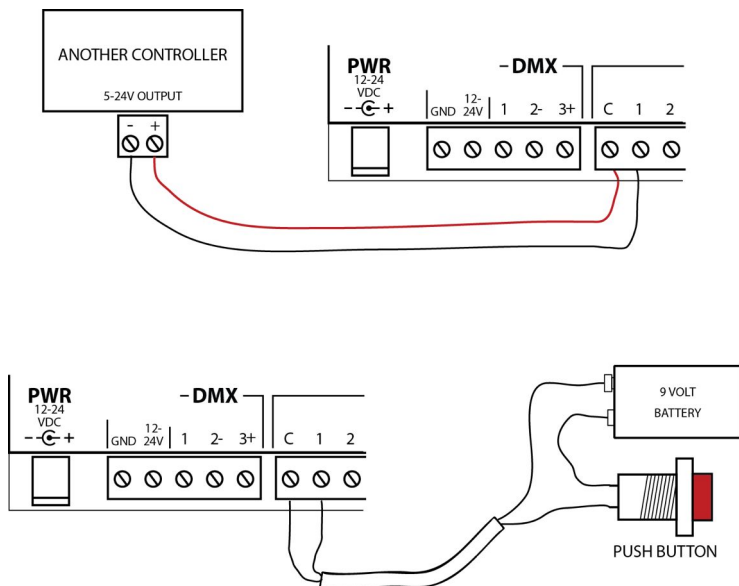 ANOTHER CONTROLLER
5-24V OUTPUT
- +
PWR
12-24
VDC
- +
-DMX
GND 12-24V 1 2- 3+ C 1 2
PWR
12-24
VDC
- +
-DMX
GND 12-24V 1 2- 3+ C 1 2
9 VOLT
BATTERY
PUSH BUTTON